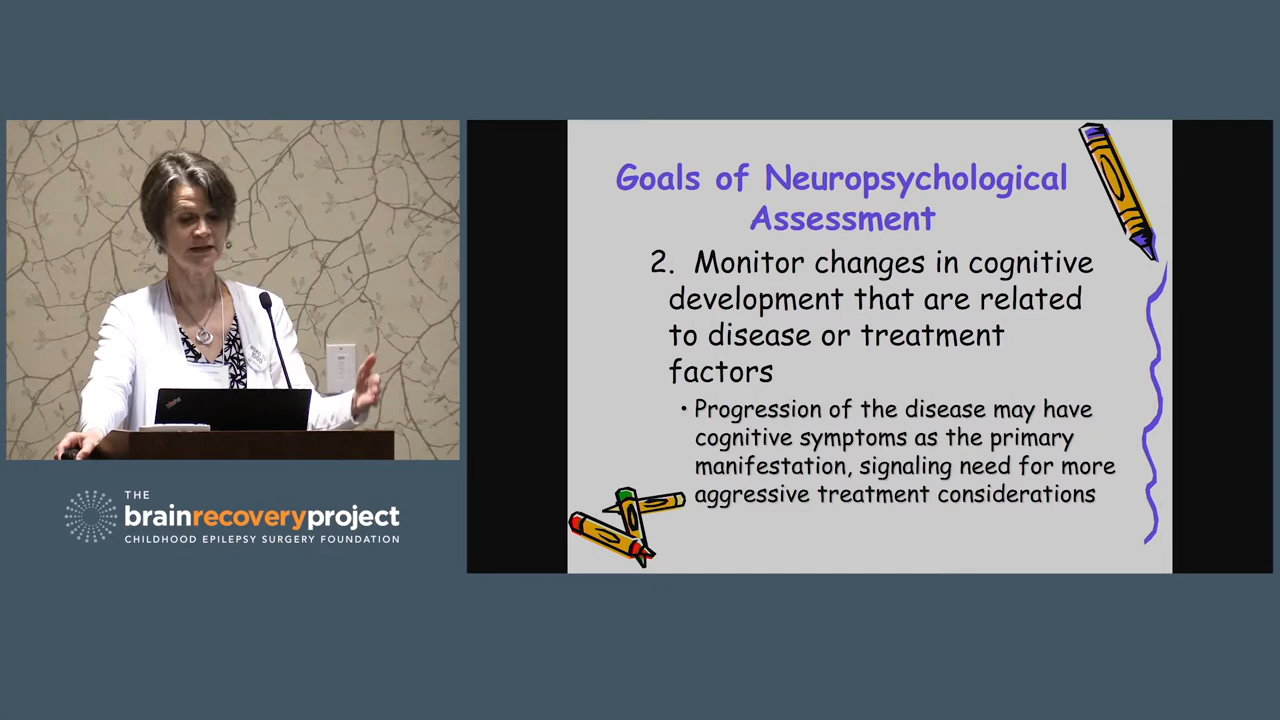 Goals of Neuropsychological
Assessment
2. Monitor changes in cognitive
development that are related
to disease or treatment
factors
• Progression of the disease may have
cognitive symptoms as the primary
manifestation, signaling need for more
aggressive treatment considerations
THE
brainrecoveryproject
CHILDHOOD EPILEPSY SURGERY FOUNDATION